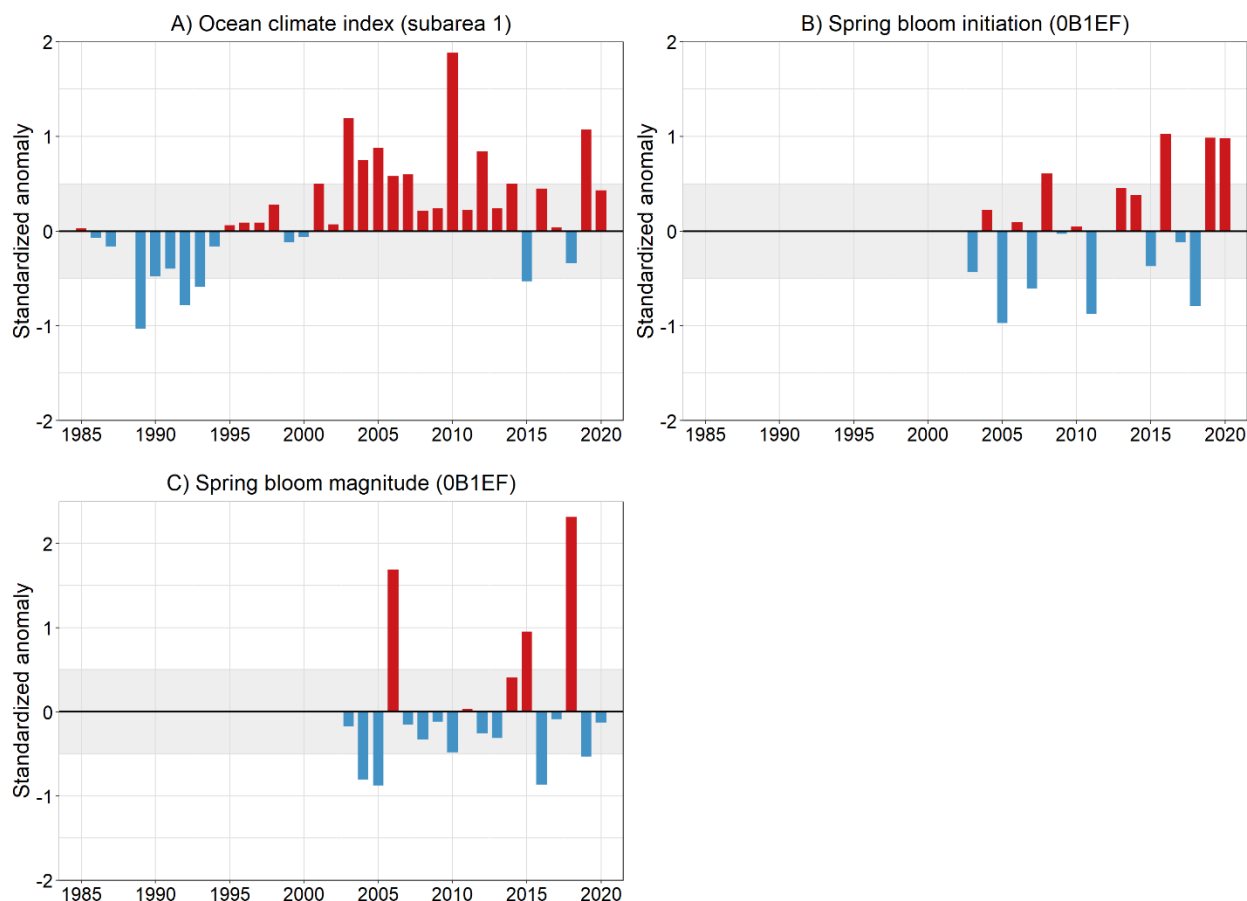 A) Ocean climate index (subarea 1)
Standardized anomaly
2
1
0
-1
-2
1985 1990 1995 2000 2005 2010 2015 2020
B) Spring bloom initiation (0B1EF)
Standardized anomaly
2
1
0
-1
-2
1985 1990 1995 2000 2005 2010 2015 2020
C) Spring bloom magnitude (0B1EF)
Standardized anomaly
2
1
0
-1
-2
1985 1990 1995 2000 2005 2010 2015 2020